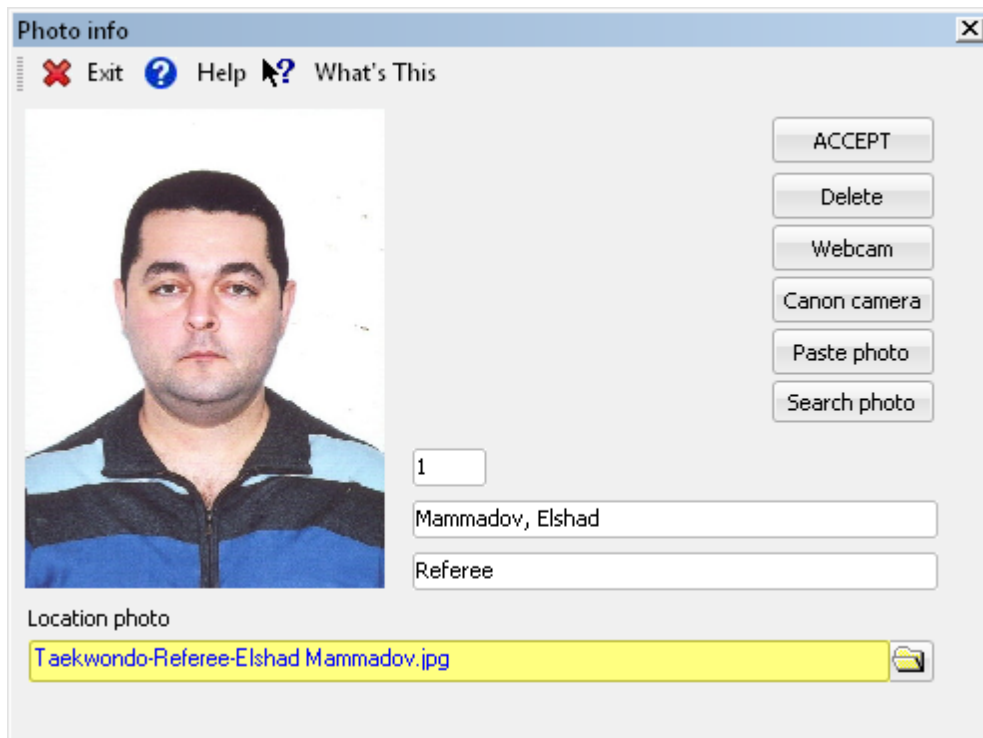 Photo info
Exit Help What's This
ACCEPT
Delete
Webcam
Canon camera
Paste photo
Search photo
1
Mammadov, Elshad
Referee
Location photo
Taekwondo-Referee-Elshad Mammadov.jpg